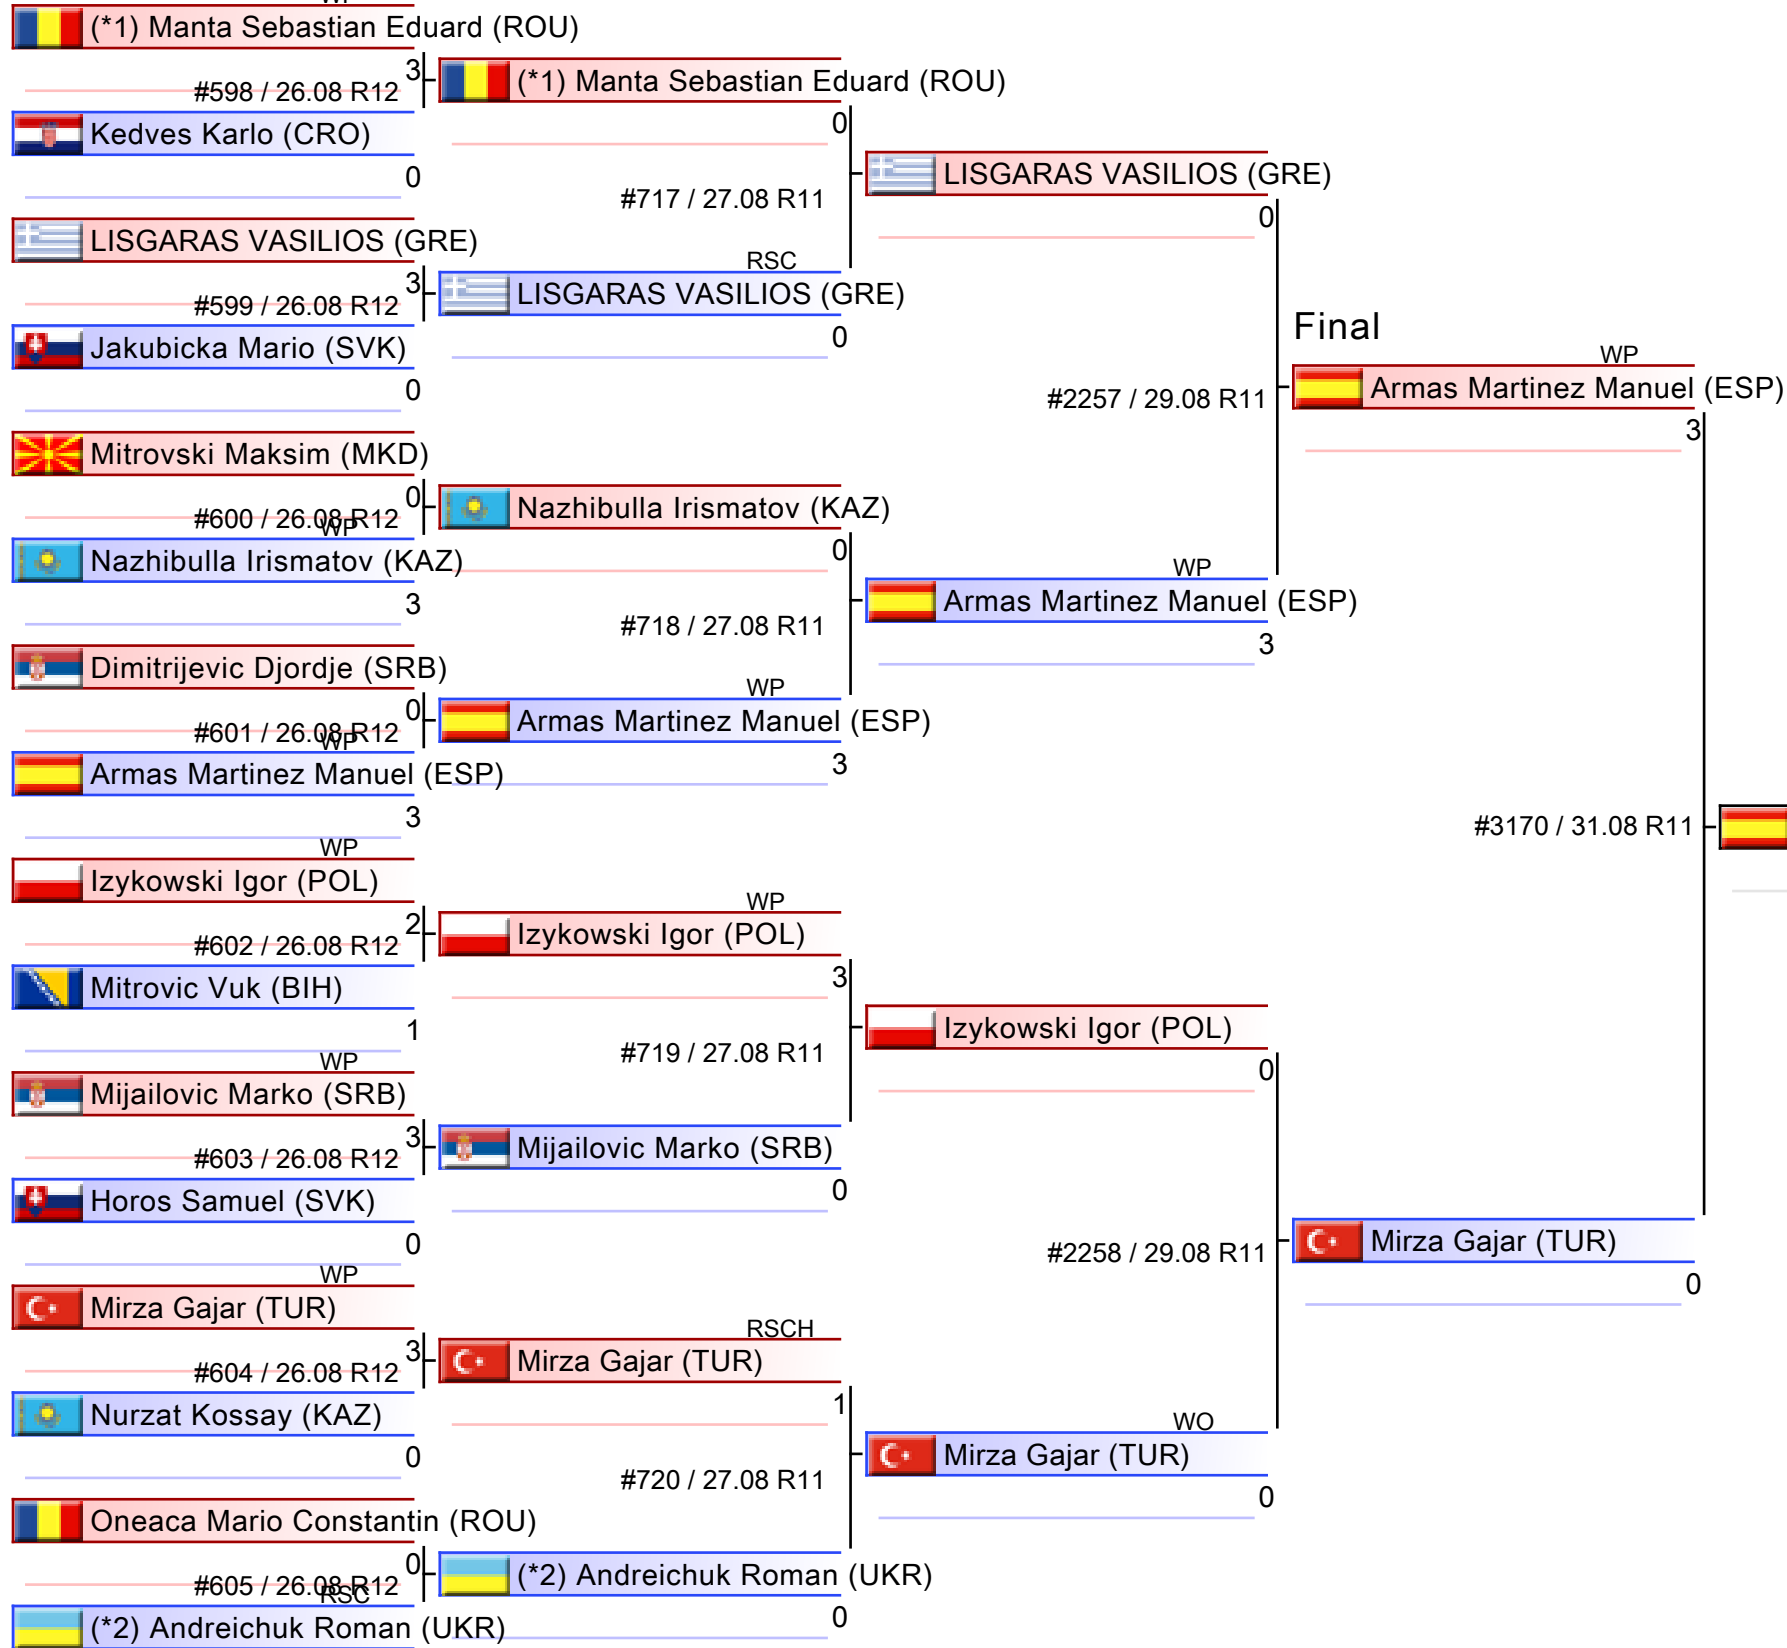 WP
(*1) Manta Sebastian Eduard (ROU)
3
#598 / 26.08 R12
Kedves Karlo (CRO)
0
LISGARAS VASILIOS (GRE)
3
#599 / 26.08 R12
Jakubicka Mario (SVK)
0
Mitrovski Maksim (MKD)
0
#600 / 26.08 R12
WP
Nazhibulla Irismatov (KAZ)
3
Dimitrijevic Djordje (SRB)
0
#601 / 26.08 R12
WP
Armas Martinez Manuel (ESP)
3
WP
Izykowski Igor (POL)
2
#602 / 26.08 R12
Mitrovic Vuk (BIH)
1
WP
Mijailovic Marko (SRB)
3
#603 / 26.08 R12
Horos Samuel (SVK)
0
WP
Mirza Gajar (TUR)
3
#604 / 26.08 R12
Nurzat Kossay (KAZ)
0
Oneaca Mario Constantin (ROU)
0
#605 / 26.08 R12
RSC
(*2) Andreichuk Roman (UKR)
(*1) Manta Sebastian Eduard (ROU)
0
#717 / 27.08 R11
RSC
LISGARAS VASILIOS (GRE)
0
Nazhibulla Irismatov (KAZ)
0
#718 / 27.08 R11
WP
Armas Martinez Manuel (ESP)
3
WP
Izykowski Igor (POL)
3
#719 / 27.08 R11
Mijailovic Marko (SRB)
0
RSCH
Mirza Gajar (TUR)
1
#720 / 27.08 R11
(*2) Andreichuk Roman (UKR)
0
LISGARAS VASILIOS (GRE)
0
#2257 / 29.08 R11
WP
Armas Martinez Manuel (ESP)
3
Izykowski Igor (POL)
0
#2258 / 29.08 R11
WO
Mirza Gajar (TUR)
0
Final
WP
Armas Martinez Manuel (ESP)
3
#3170 / 31.08 R11
Mirza Gajar (TUR)
0